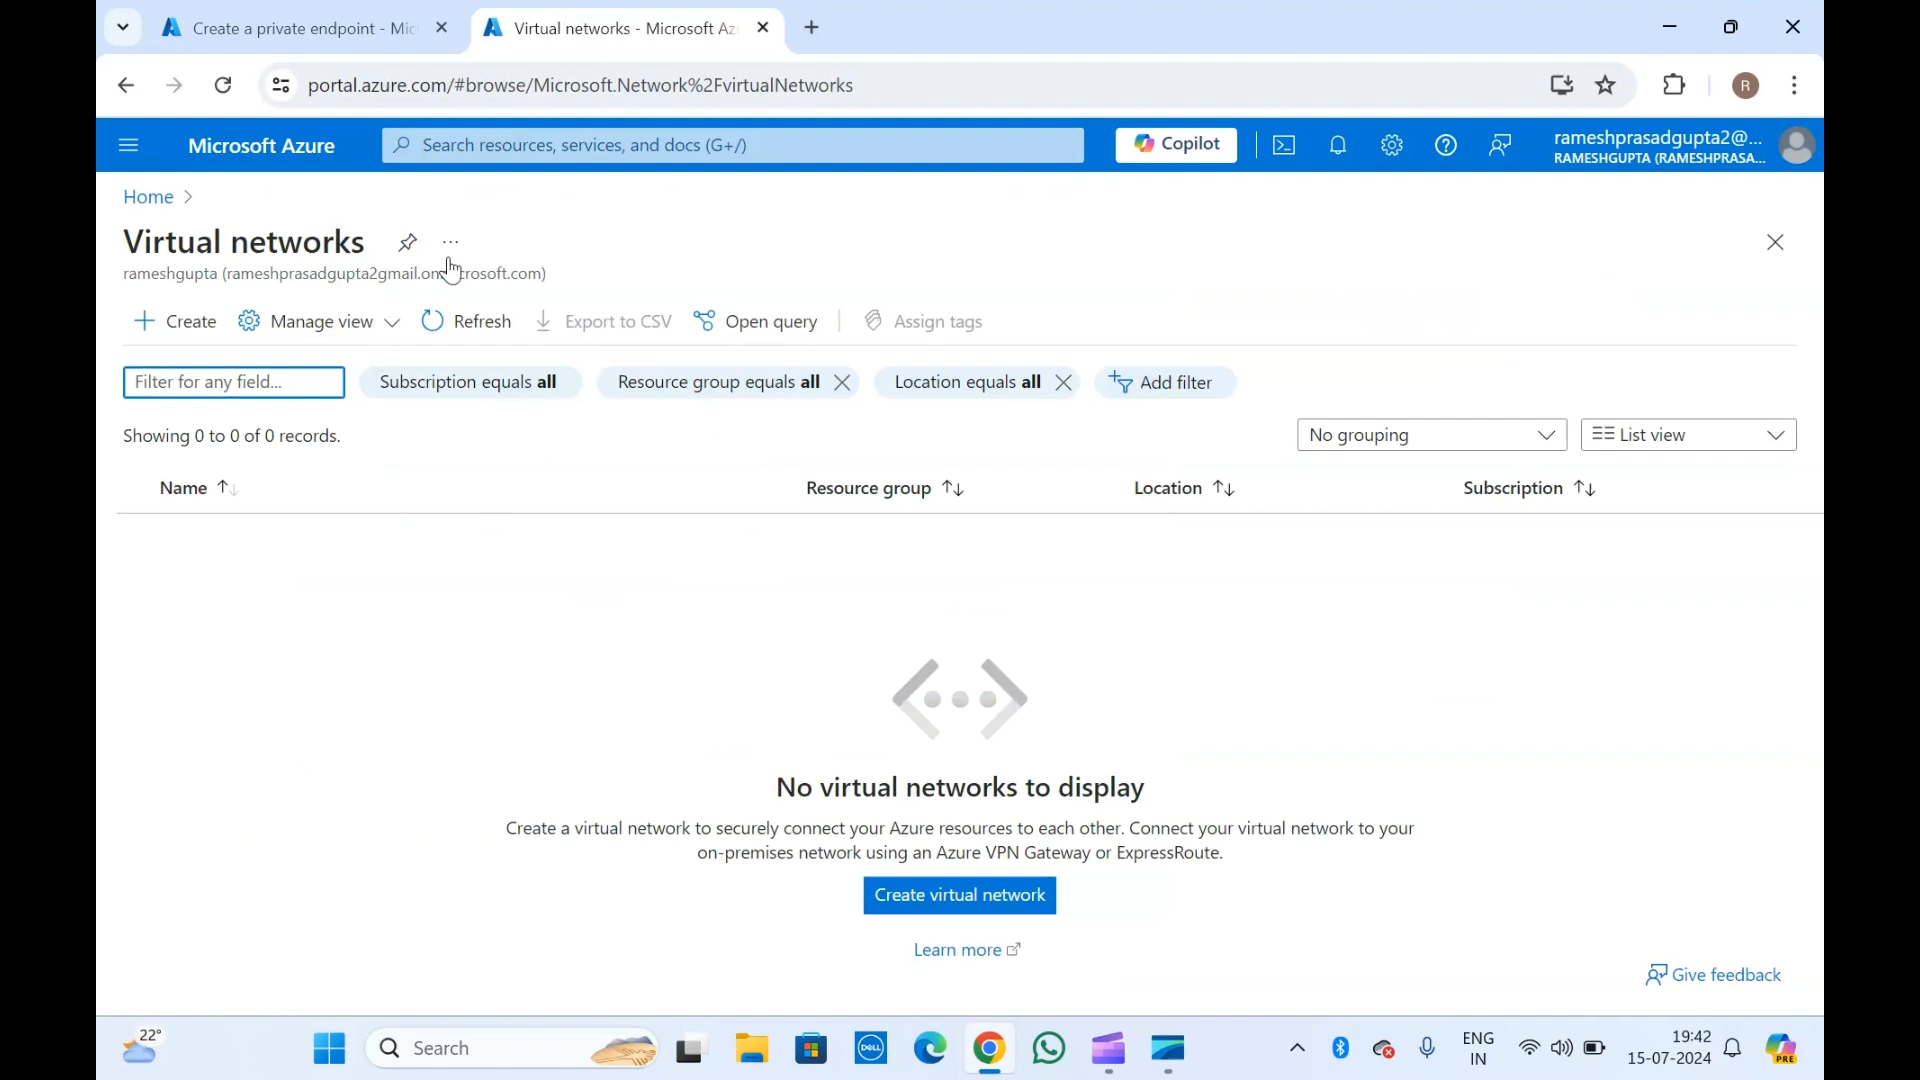 Create a private endpoint - Mic
Virtual networks - Microsoft Az
portal.azure.com/#browse/Microsoft.Network%2FvirtualNetworks
R
Microsoft Azure
Search resources, services, and docs (G+/)
Copilot
rameshprasadgupta2@...
RAMESHGUPTA (RAMESHPRASA...
Home
Virtual networks
rameshgupta (rameshprasadgupta2gmail.on crosoft.com)
Create
Manage view
Refresh
Export to CSV
Open query
Assign tags
Filter for any field...
Subscription equals all
Resource group equals all
Location equals all
Add filter
Showing 0 to 0 of 0 records.
No grouping
List view
Name
Resource group
Location
Subscription
No virtual networks to display
Create a virtual network to securely connect your Azure resources to each other. Connect your virtual network to your
on-premises network using an Azure VPN Gateway or ExpressRoute.
Create virtual network
Learn more
Give feedback
22°
Search
DELL
ENG
IN
19:42
15-07-2024
PRE